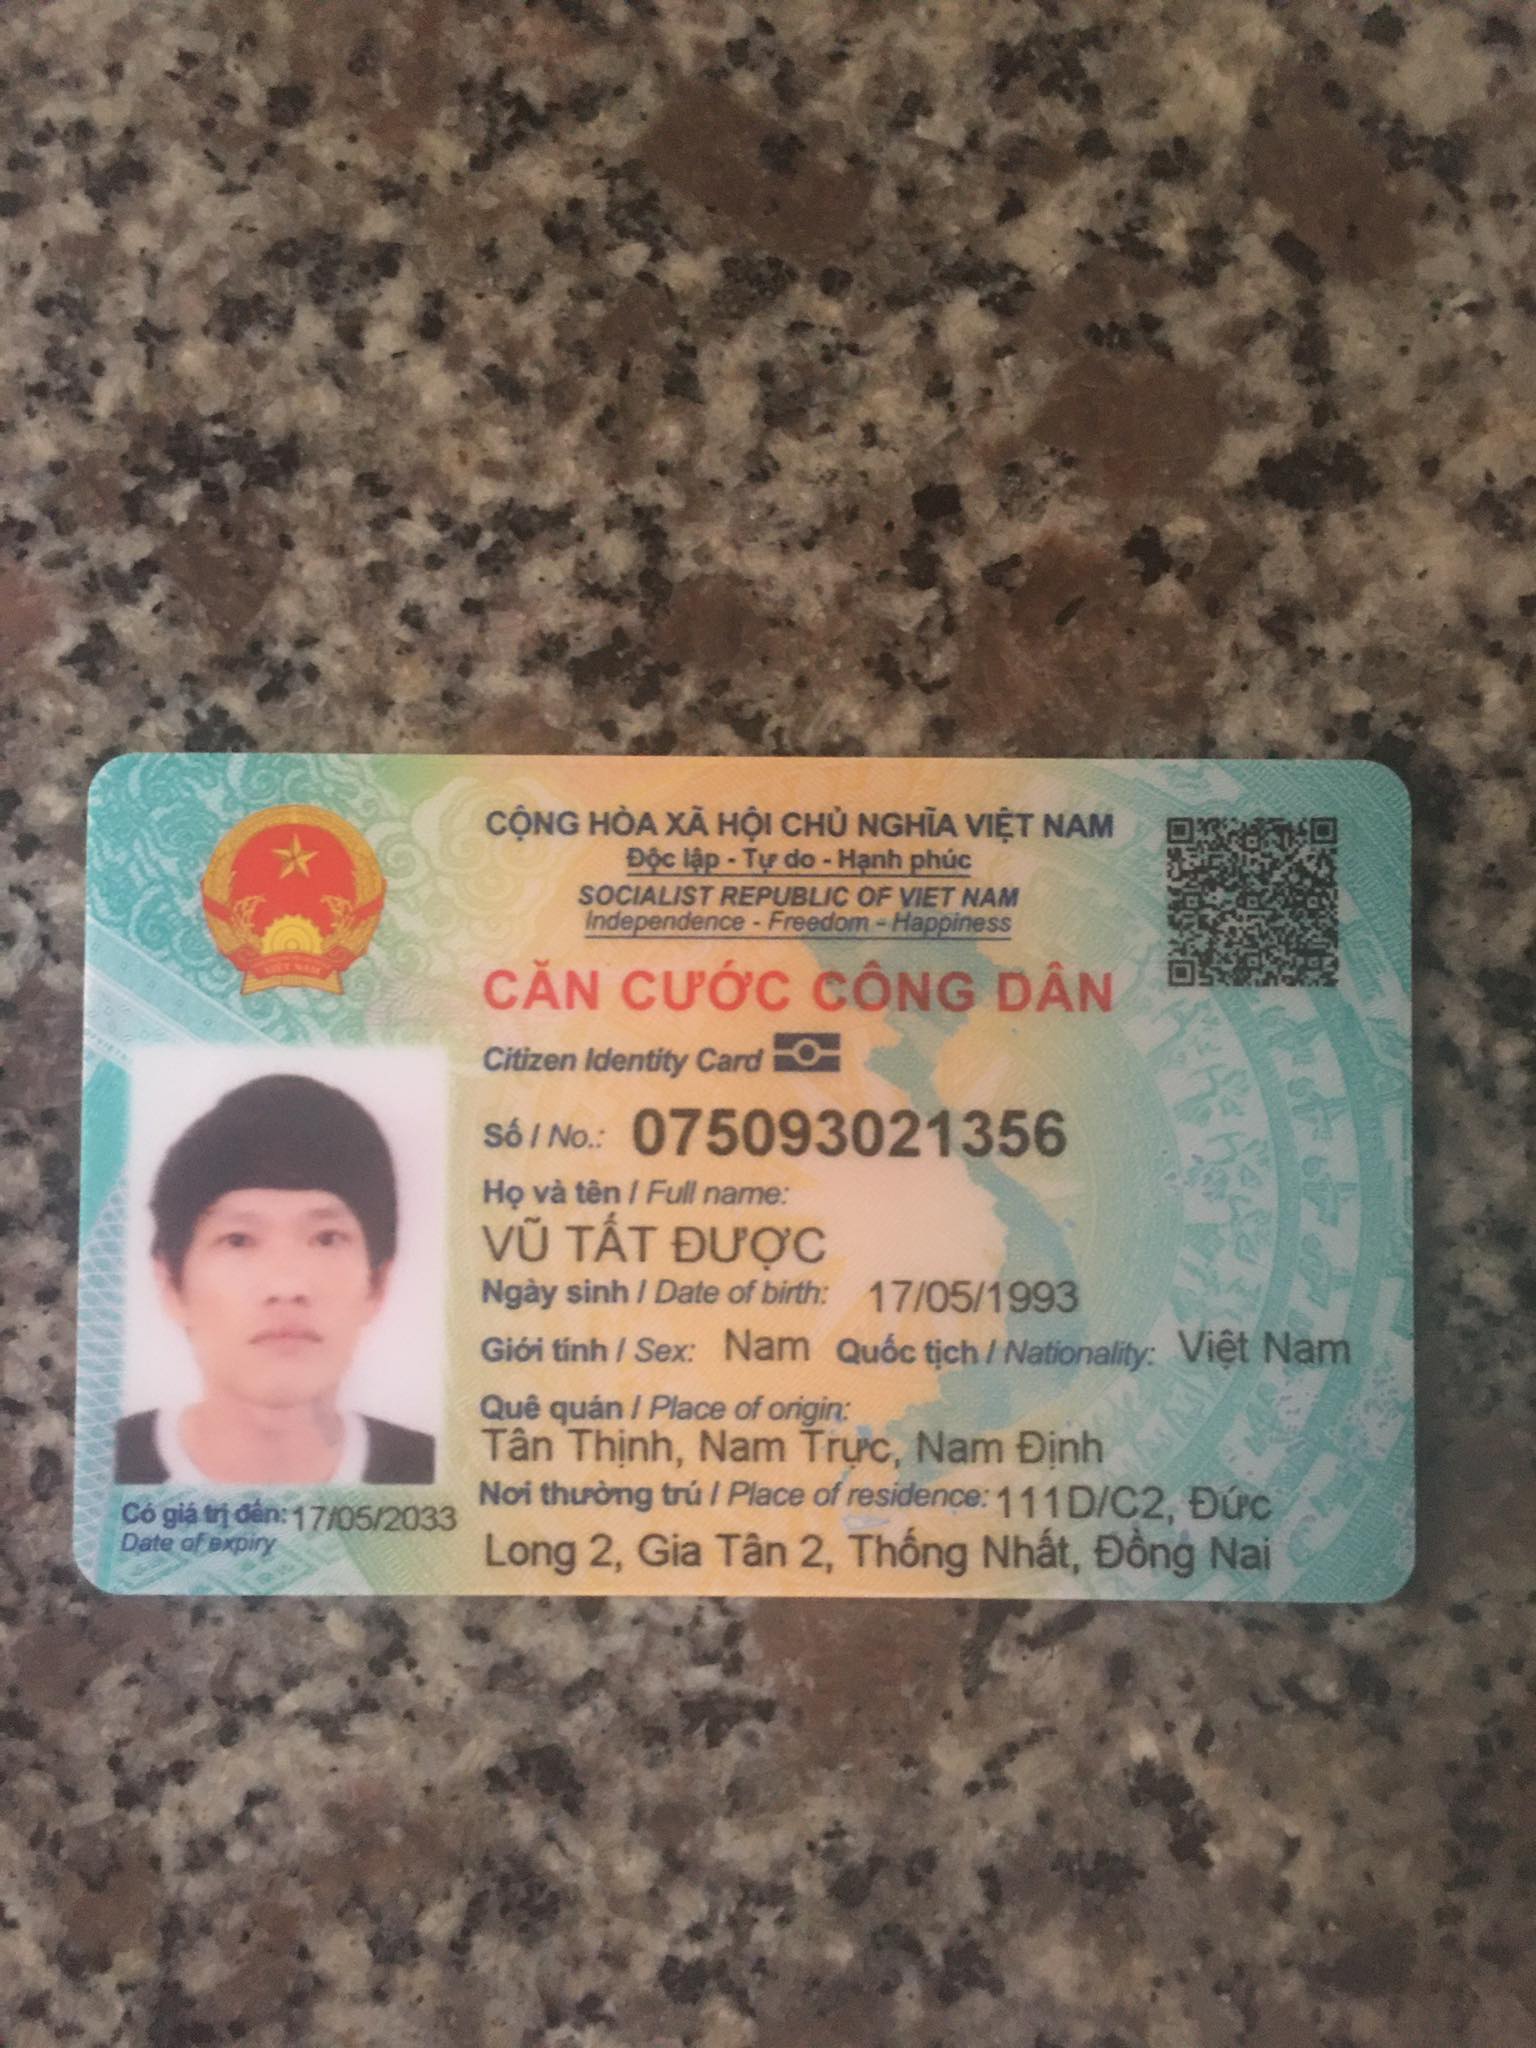 CỘNG HÒA XÃ HỘI CHỦ NGHĨA VIỆT NAM
Độc lập - Tự do - Hạnh phúc
SOCIALIST REPUBLIC OF VIET NAM
Independence - Freedom - Happiness
CĂN CƯỚC CÔNG DÂN
Citizen Identity Card
Số / No.: 075093021356
Họ và tên / Full name:
VŨ TẤT ĐƯỢC
Ngày sinh / Date of birth: 17/05/1993
Giới tính / Sex: Nam Quốc tịch / Nationality: Việt Nam
Quê quán / Place of origin:
Tân Thịnh, Nam Trực, Nam Định
Nơi thường trú / Place of residence: 111D/C2, Đức
Long 2, Gia Tân 2, Thống Nhất, Đồng Nai
Có giá trị đến: 17/05/2033
Date of expiry
VIỆT NAM